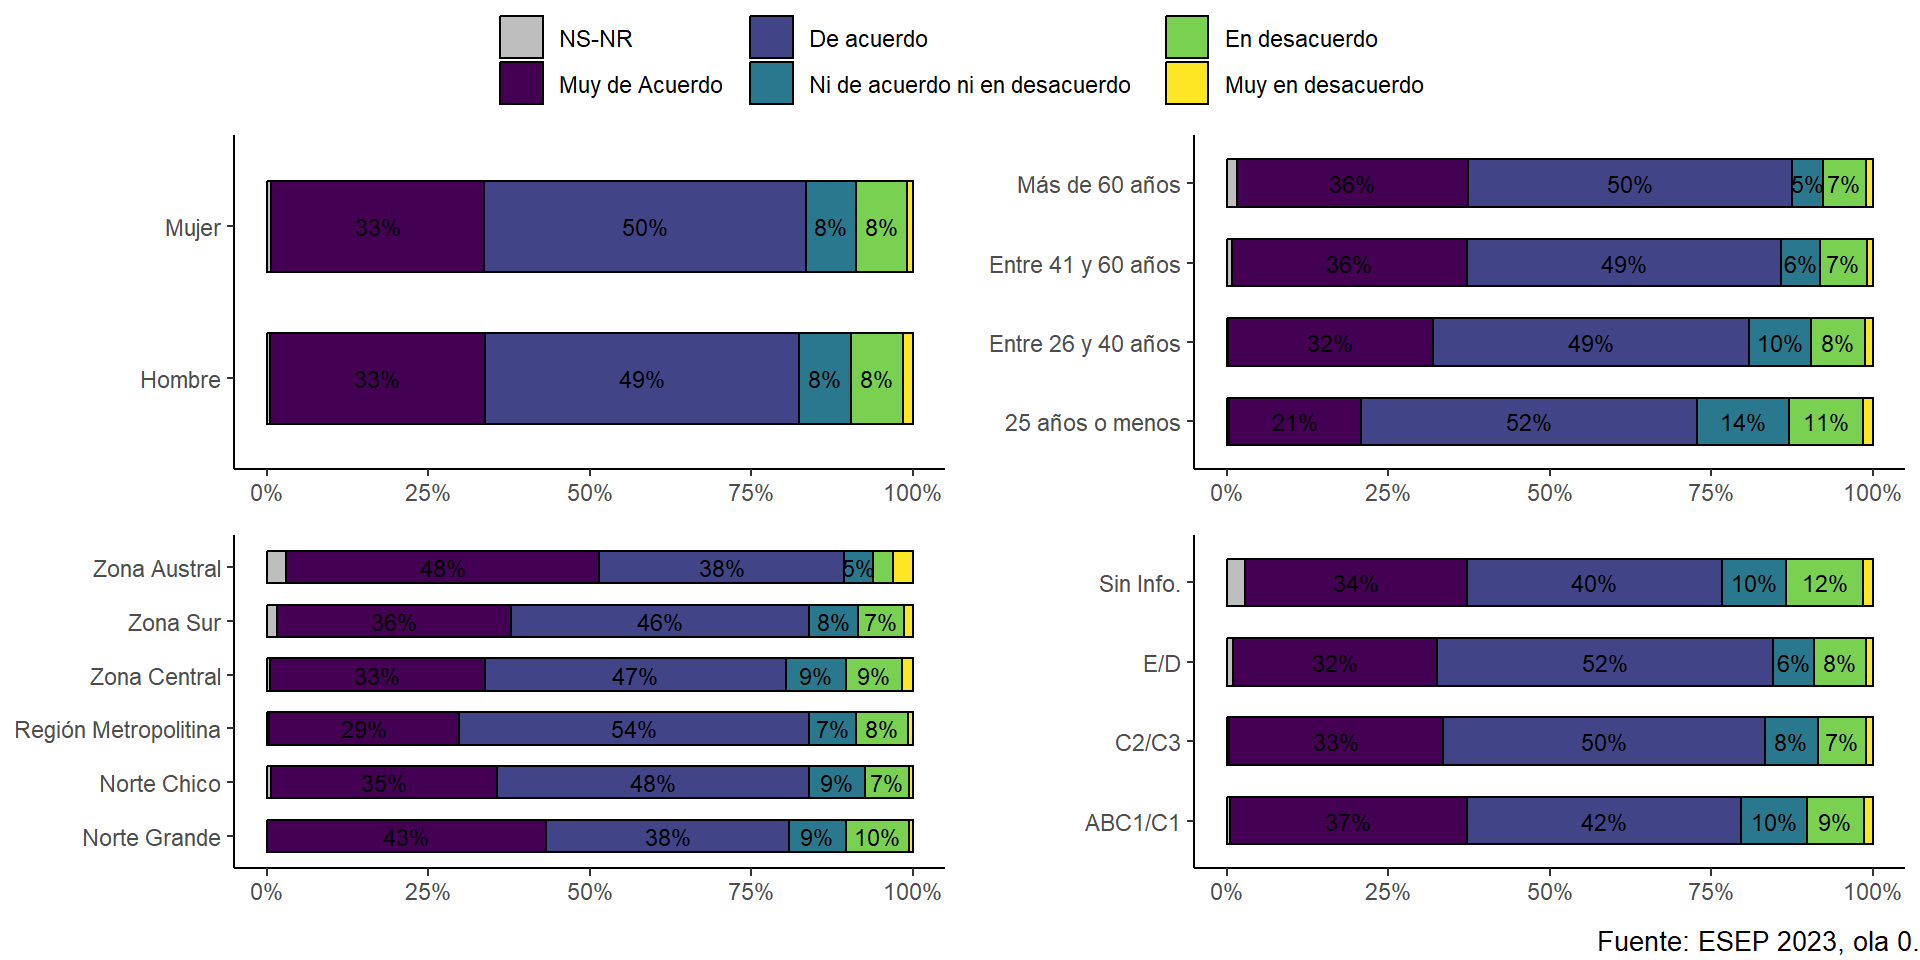 NS-NR De acuerdo En desacuerdo
Muy de Acuerdo Ni de acuerdo ni en desacuerdo Muy en desacuerdo
Mujer 33% 50% 8% 8%
Hombre 33% 49% 8% 8%
0% 25% 50% 75% 100%
Más de 60 años 36% 50% 5% 7%
Entre 41 y 60 años 36% 49% 6% 7%
Entre 26 y 40 años 32% 49% 10% 8%
25 años o menos 21% 52% 14% 11%
0% 25% 50% 75% 100%
Zona Austral 48% 38% 5%
Zona Sur 36% 46% 8% 7%
Zona Central 33% 47% 9% 9%
Región Metropolitina 29% 54% 7% 8%
Norte Chico 35% 48% 9% 7%
Norte Grande 43% 38% 9% 10%
0% 25% 50% 75% 100%
Sin Info. 34% 40% 10% 12%
E/D 32% 52% 6% 8%
C2/C3 33% 50% 8% 7%
ABC1/C1 37% 42% 10% 9%
0% 25% 50% 75% 100%
Fuente: ESEP 2023, ola 0.